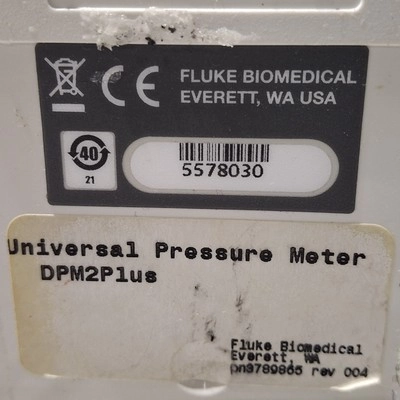 CE
FLUKE BIOMEDICAL
EVERETT, WA USA
40
21
5578030
Universal Pressure Meter
DPM2Plus
Fluke Biomedical
Everett, WA
pn3789865 rev 004